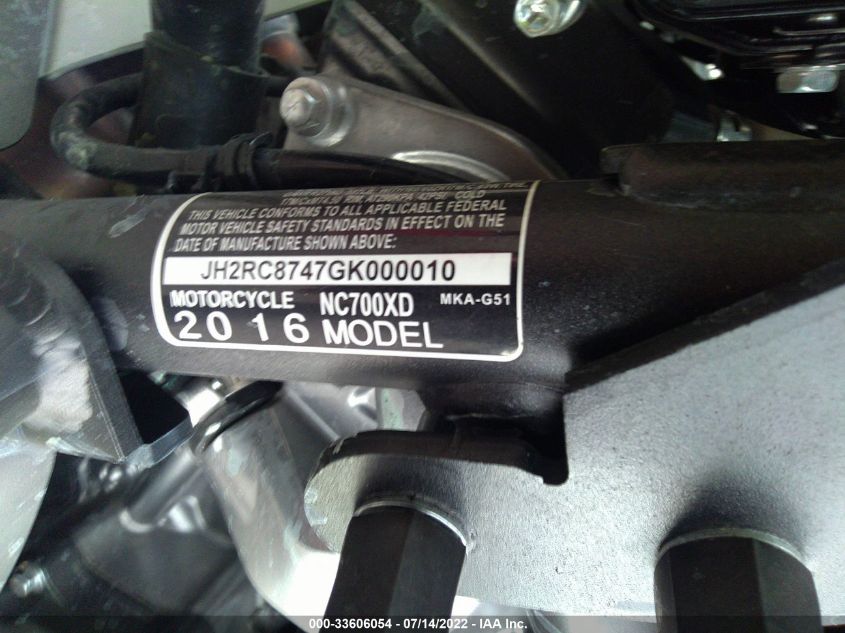 COLD
THIS VEHICLE CONFORMS TO ALL APPLICABLE FEDERAL
MOTOR VEHICLE SAFETY STANDARDS IN EFFECT ON THE
DATE OF MANUFACTURE SHOWN ABOVE:
JH2RC8747GK000010
MOTORCYCLE NC700XD MKA-G51
2016 MODEL
000-33606054 / 07/14/2022 - IAA Inc.